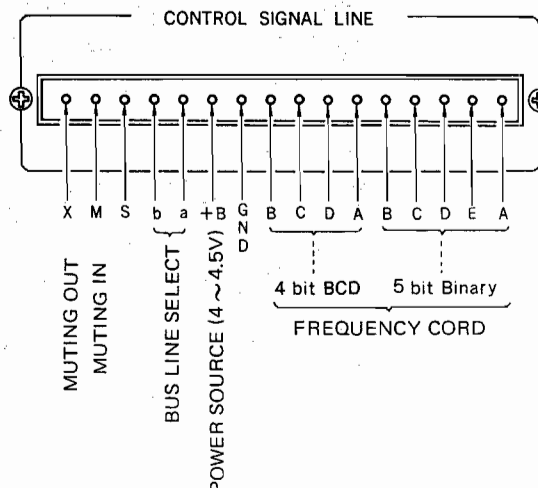 CONTROL SIGNAL LINE
X M S b a +B GND B C D A B C D E A
4 bit BCD 5 bit Binary
FREQUENCY CORD
MUTING OUT
MUTING IN
BUS LINE SELECT
POWER SOURCE (4 ~ 4.5V)